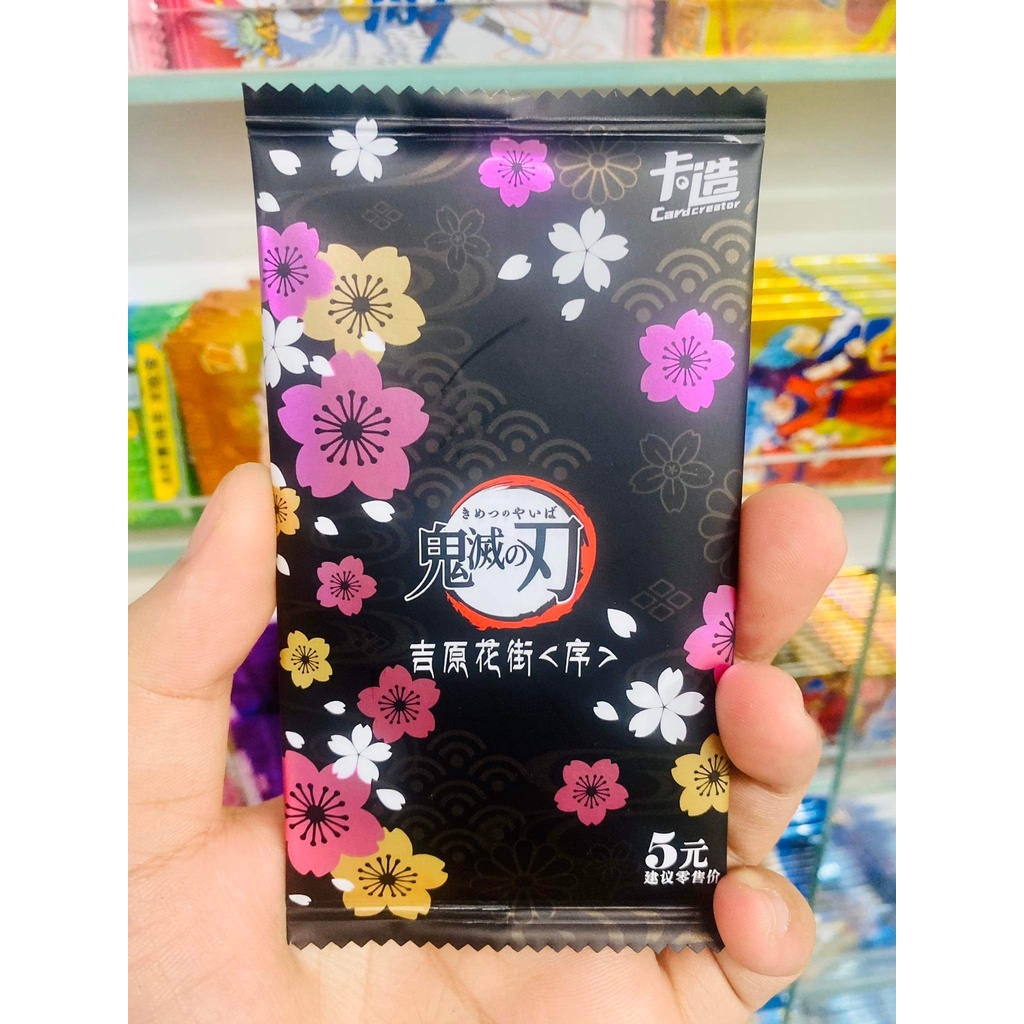 卡造
Cardcreator
きめつのやいば
鬼滅の刃
吉原花街<序>
5元
建议零售价